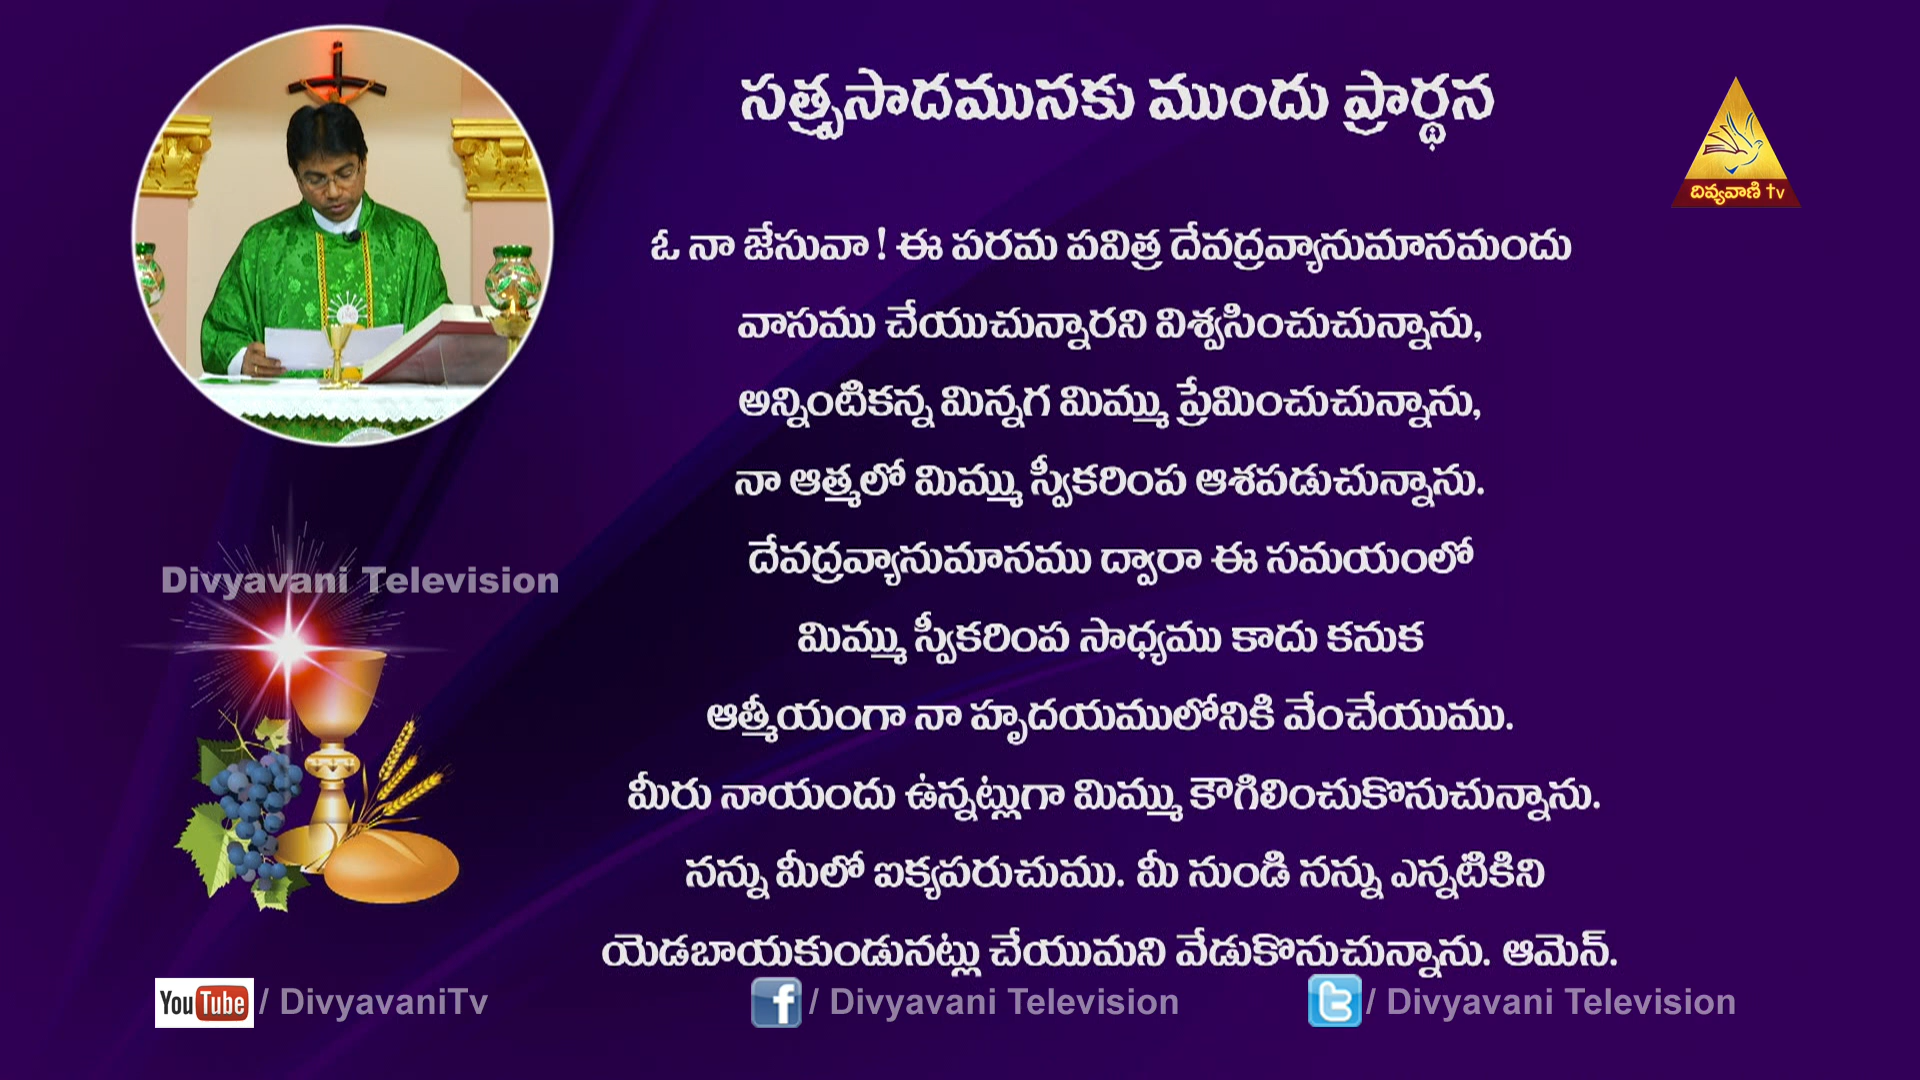 సత్ప్రసాదమునకు ముందు ప్రార్థన
దివ్యవాణి tv
ఓ నా జేసువా ! ఈ పరమ పవిత్ర దేవద్రవ్యానుమానమందు
వాసము చేయుచున్నారని విశ్వసించుచున్నాను,
అన్నింటికన్న మిన్నగ మిమ్ము ప్రేమించుచున్నాను,
నా ఆత్మలో మిమ్ము స్వీకరింప ఆశపడుచున్నాను.
దేవద్రవ్యానుమానము ద్వారా ఈ సమయంలో
మిమ్ము స్వీకరింప సాధ్యము కాదు కనుక
ఆత్మీయంగా నా హృదయములోనికి వేంచేయుము.
మీరు నాయందు ఉన్నట్లుగా మిమ్ము కౌగిలించుకొనుచున్నాను.
నన్ను మీలో ఐక్యపరుచుము. మీ నుండి నన్ను ఎన్నటికిని
యెడబాయకుండునట్లు చేయుమని వేడుకొనుచున్నాను. ఆమెన్.
Divyavani Television
YouTube / DivyavaniTv
f / Divyavani Television
t / Divyavani Television